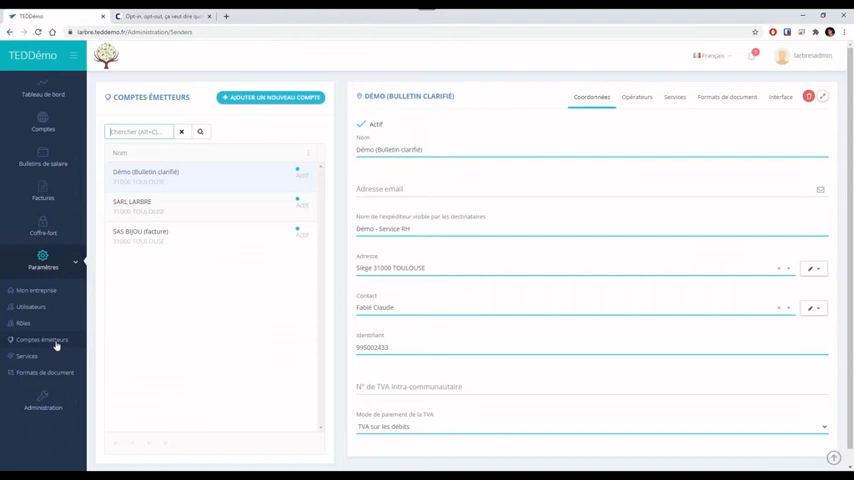 TEDDémo
Opt-in, opt-out, ça veut dire quo
larbre.teddemo.fr/Administration/Senders
TEDDémo
Français
larbre\admin
Tableau de bord
Comptes
Bulletins de salaire
Factures
Coffre-fort
Paramètres
Mon entreprise
Utilisateurs
Rôles
Comptes émetteurs
Services
Formats de document
Administration
COMPTES ÉMETTEURS
+ AJOUTER UN NOUVEAU COMPTE
Chercher (Alt+C)...
Nom
Démo (Bulletin clarifié)
31000 TOULOUSE
Actif
SARL LARBRE
31000 TOULOUSE
Actif
SAS BIJOU (facture)
31000 TOULOUSE
Actif
DÉMO (BULLETIN CLARIFIÉ)
Coordonnées
Opérateurs
Services
Formats de document
Interface
Actif
Nom
Démo (Bulletin clarifié)
Adresse email
Nom de l'expéditeur visible par les destinataires
Démo - Service RH
Adresse
Siège 31000 TOULOUSE
Contact
Fabié Claude
Identifiant
995002433
N° de TVA Intra-communautaire
Mode de paiement de la TVA
TVA sur les débits